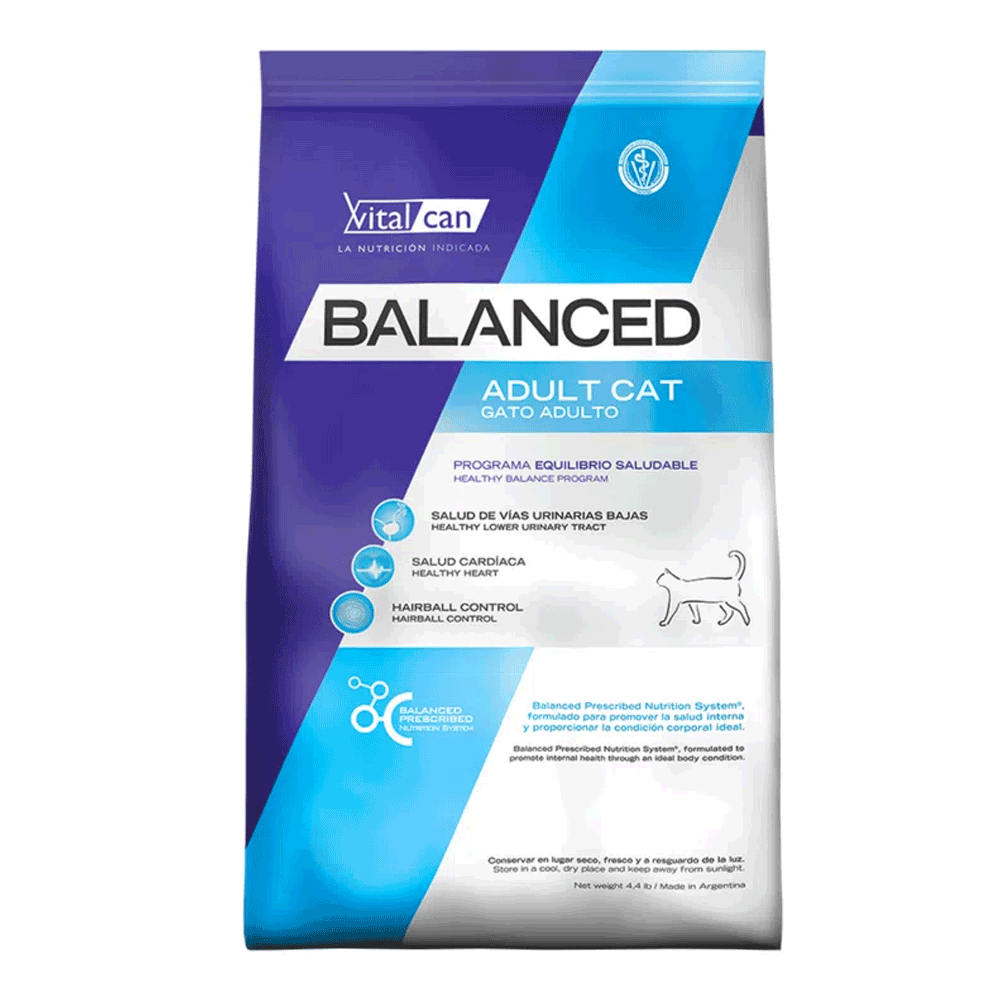 Vital can
LA NUTRICIÓN INDICADA
BALANCED
ADULT CAT
GATO ADULTO
PROGRAMA EQUILIBRIO SALUDABLE
HEALTHY BALANCE PROGRAM
SALUD DE VÍAS URINARIAS BAJAS
HEALTHY LOWER URINARY TRACT
SALUD CARDÍACA
HEALTHY HEART
HAIRBALL CONTROL
HAIRBALL CONTROL
BALANCED
PRESCRIBED
NUTRITION SYSTEM
Balanced Prescribed Nutrition System®,
formulado para promover la salud interna
y proporcionar la condición corporal ideal.
Balanced Prescribed Nutrition System®, formulated to
promote internal health through an ideal body condition.
Conservar en lugar seco, fresco y a resguardo de la luz.
Store in a cool, dry place and keep away from sunlight.
Net weight 4,4 lb / Made in Argentina